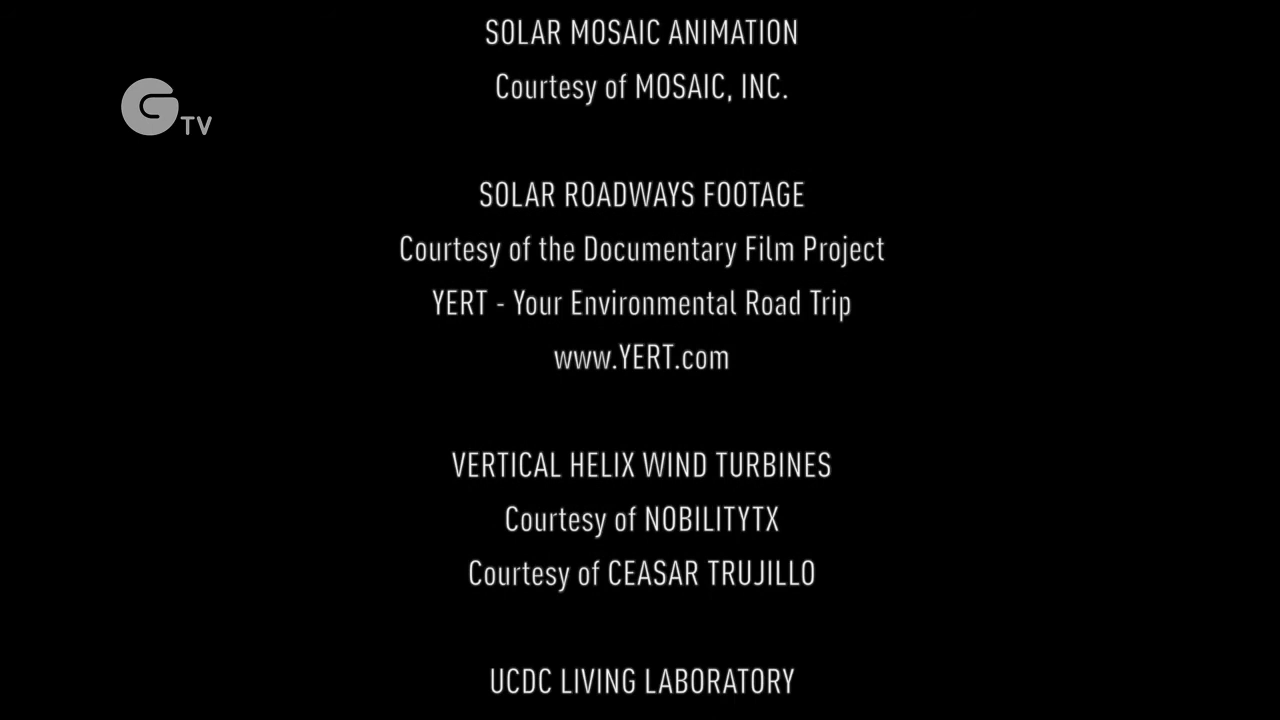 SOLAR MOSAIC ANIMATION
Courtesy of MOSAIC, INC.
G TV
SOLAR ROADWAYS FOOTAGE
Courtesy of the Documentary Film Project
YERT - Your Environmental Road Trip
www.YERT.com
VERTICAL HELIX WIND TURBINES
Courtesy of NOBILITYTX
Courtesy of CEASAR TRUJILLO
UCDC LIVING LABORATORY